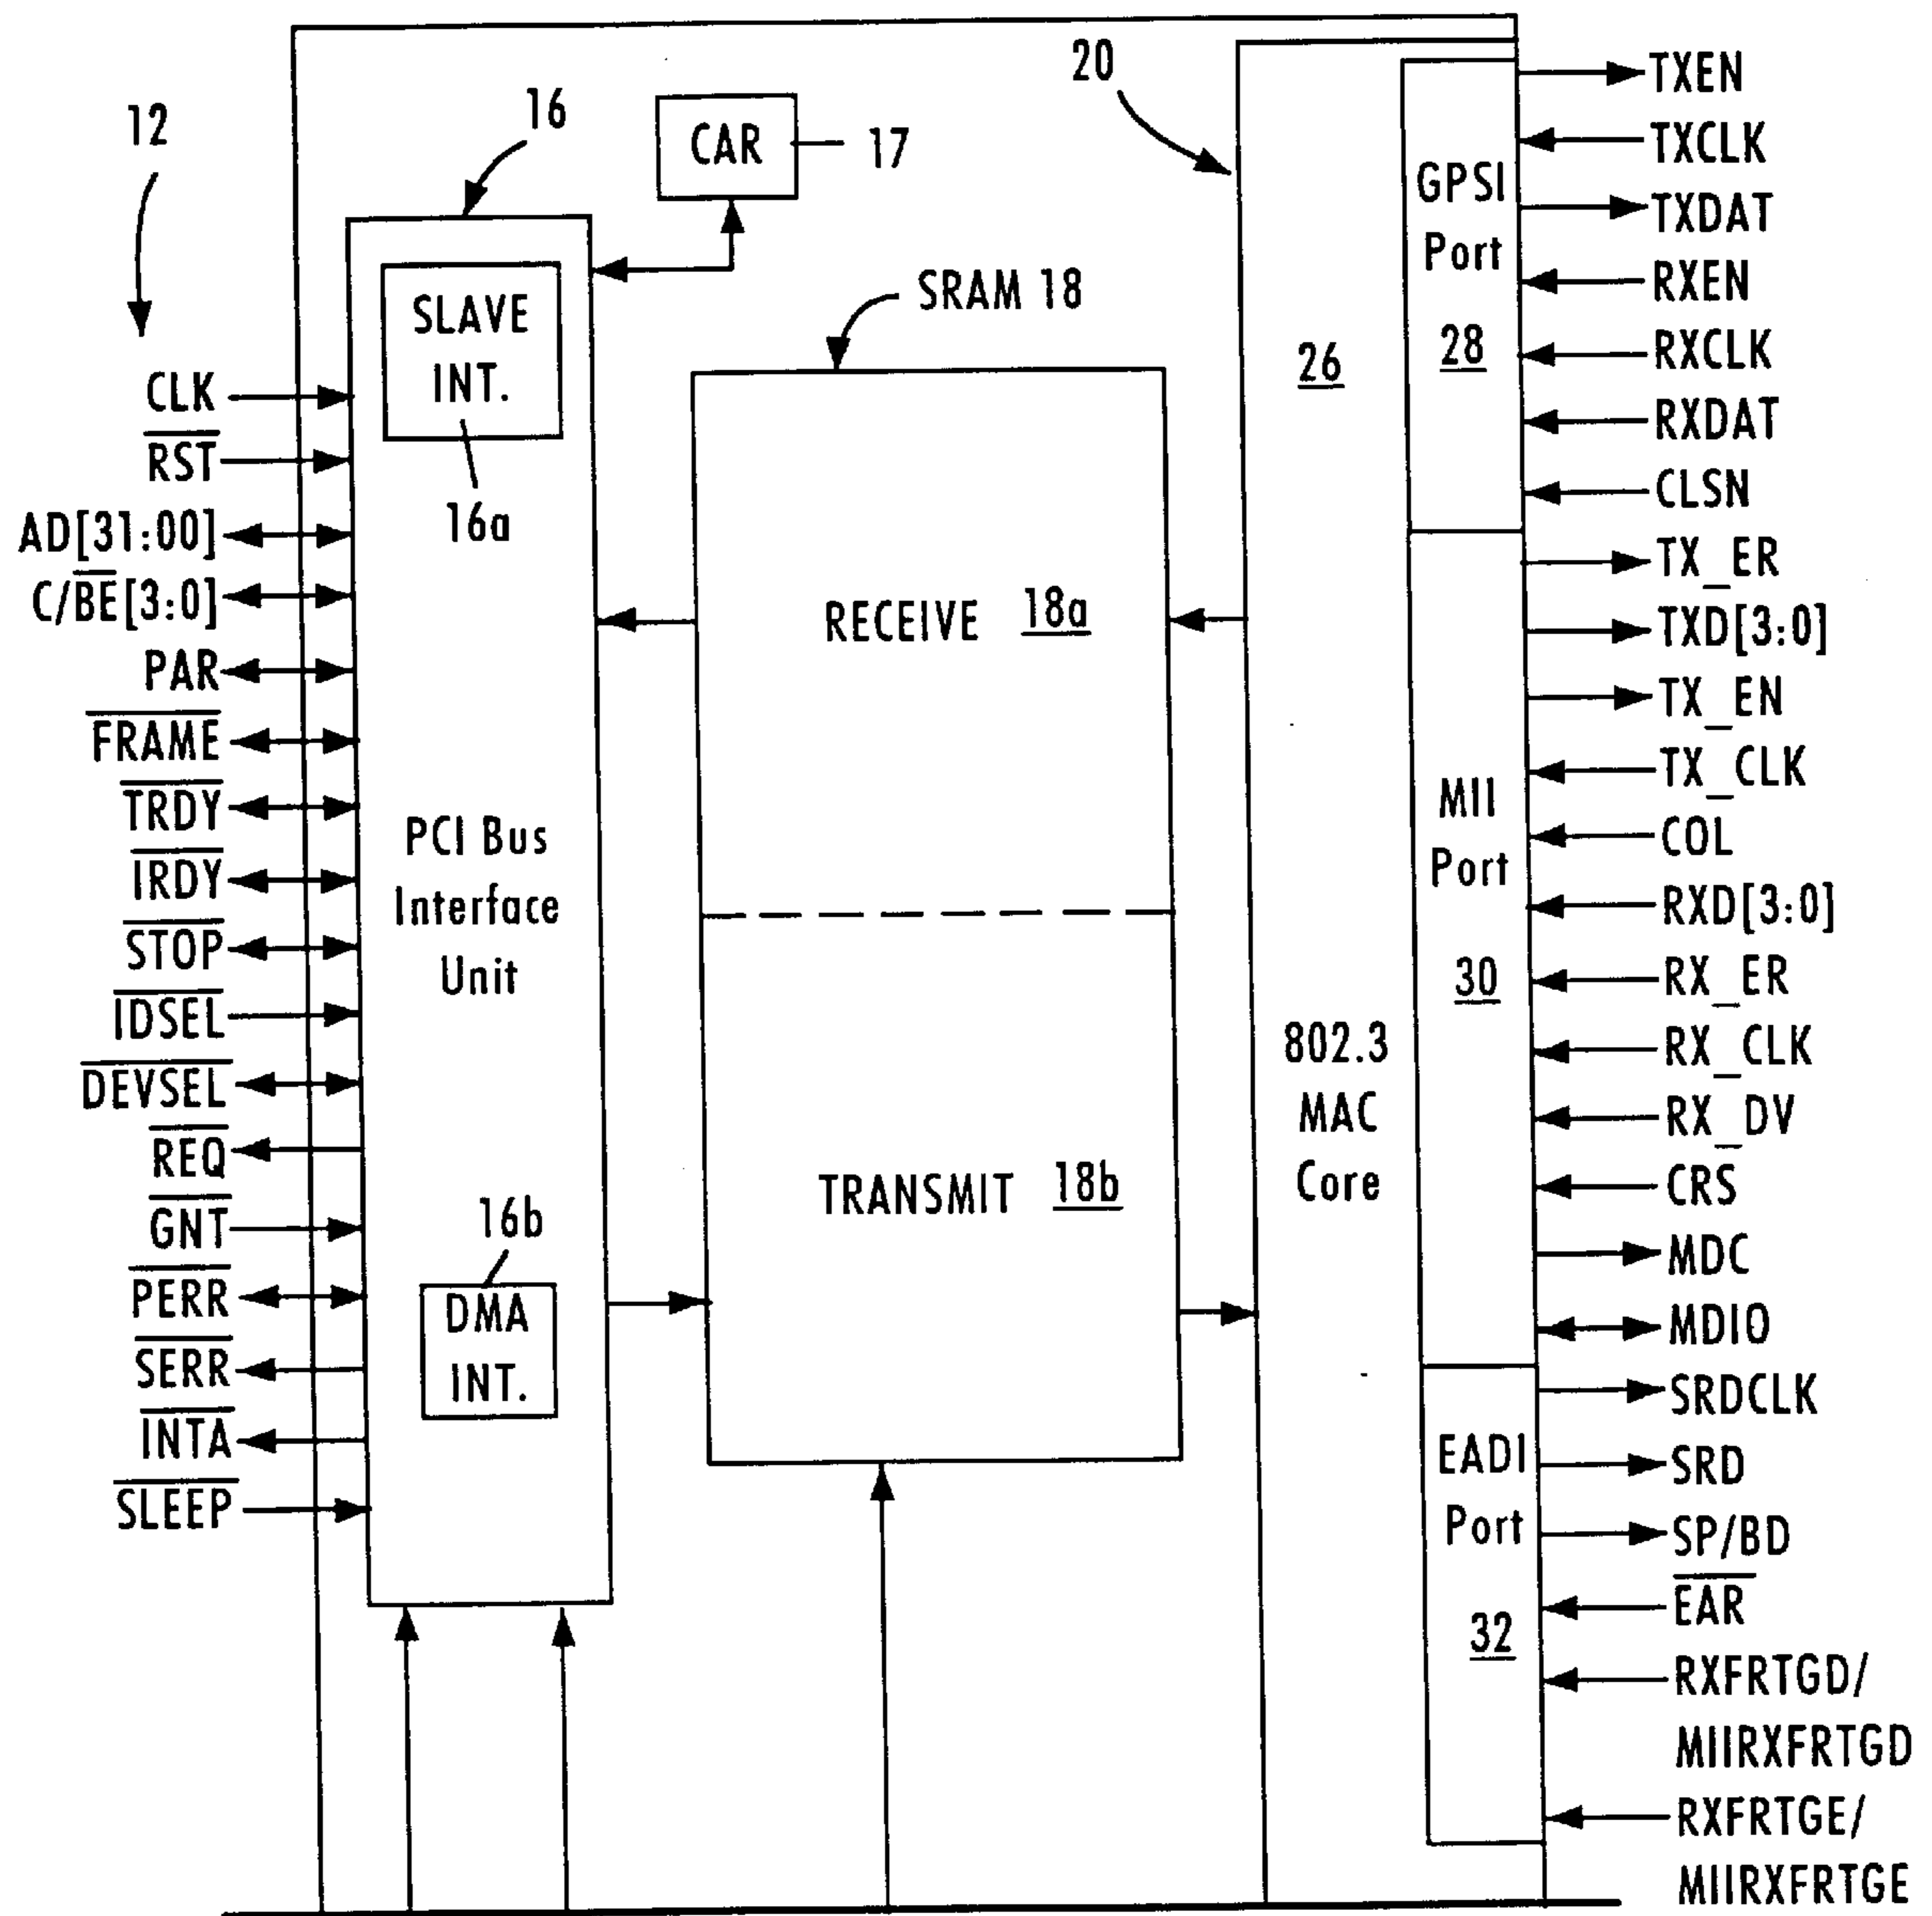 12
16
CAR
17
20
SLAVE
INT.
16a
SRAM 18
CLK
RST
AD[31:00]
C/BE[3:0]
PAR
FRAME
TRDY
IRDY
STOP
IDSEL
DEVSEL
REQ
GNT
PERR
SERR
INTA
SLEEP
PCI Bus
Interface
Unit
16b
DMA
INT.
RECEIVE 18a
TRANSMIT 18b
26
802.3
MAC
Core
GPSI
Port
28
MII
Port
30
EADI
Port
32
TXEN
TXCLK
TXDAT
RXEN
RXCLK
RXDAT
CLSN
TX_ER
TXD[3:0]
TX_EN
TX_CLK
COL
RXD[3:0]
RX_ER
RX_CLK
RX_DV
CRS
MDC
MDIO
SRDCLK
SRD
SP/BD
EAR
RXFRTGD/
MIIRXFRTGD
RXFRTGE/
MIIRXFRTGE